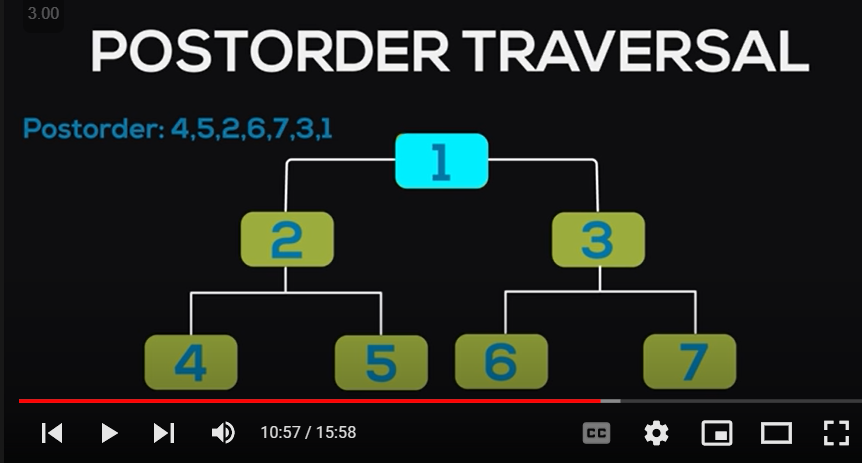 3.00
POSTORDER TRAVERSAL
Postorder: 4,5,2,6,7,3,1
1
2 3
4 5 6 7
10:57 / 15:58
CC